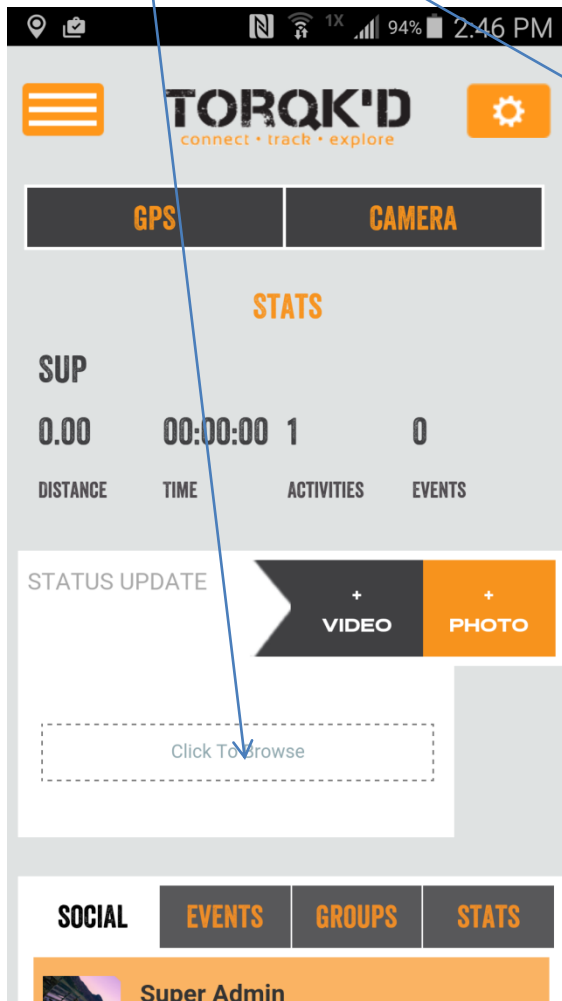 1X 94% 2:46 PM
TORQK'D
connect • track • explore
GPS CAMERA
STATS
SUP
0.00 00:00:00 1 0
DISTANCE TIME ACTIVITIES EVENTS
STATUS UPDATE
+ VIDEO
+ PHOTO
Click To Browse
SOCIAL EVENTS GROUPS STATS
Super Admin